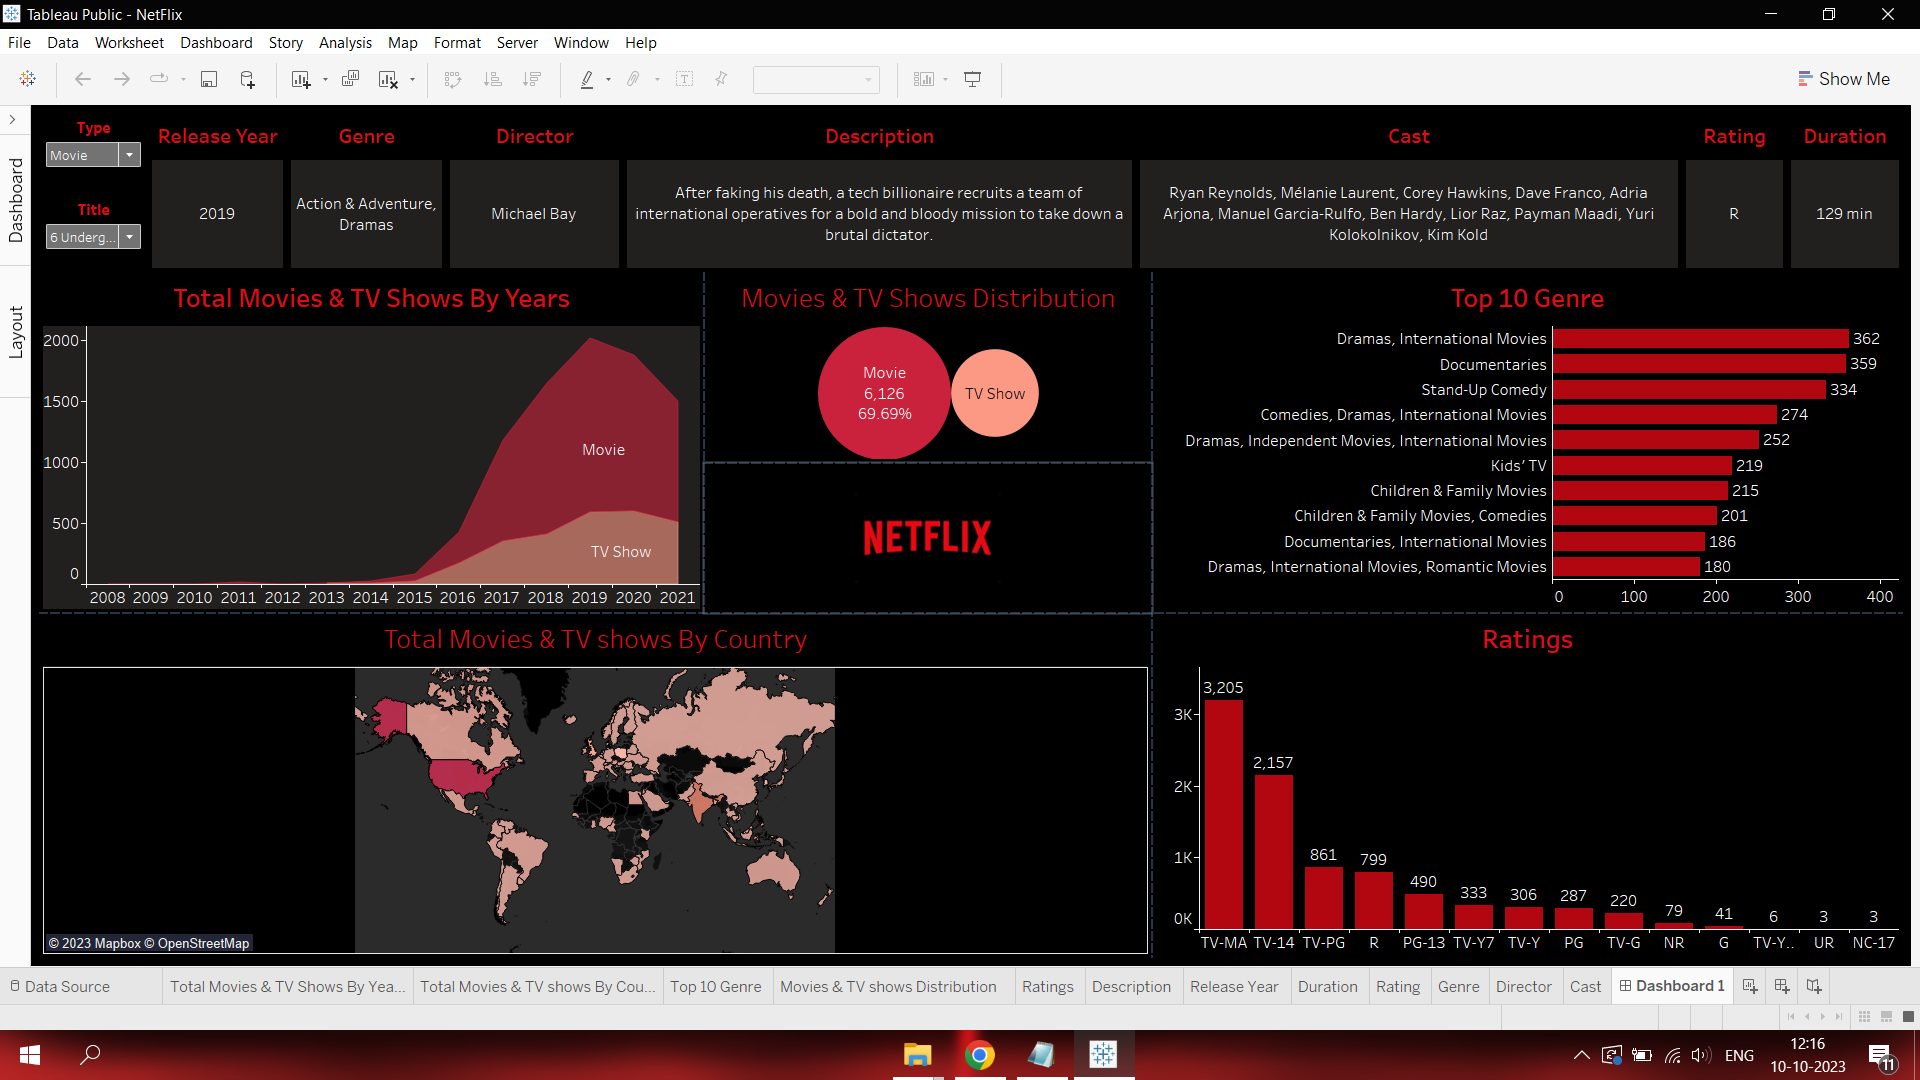 Tableau Public - NetFlix
File Data Worksheet Dashboard Story Analysis Map Format Server Window Help
Show Me
Dashboard
Layout
Type
Movie
Title
6 Underg...
Release Year
2019
Genre
Action & Adventure,
Dramas
Director
Michael Bay
Description
After faking his death, a tech billionaire recruits a team of
international operatives for a bold and bloody mission to take down a
brutal dictator.
Cast
Ryan Reynolds, Mélanie Laurent, Corey Hawkins, Dave Franco, Adria
Arjona, Manuel Garcia-Rulfo, Ben Hardy, Lior Raz, Payman Maadi, Yuri
Kolokolnikov, Kim Kold
Rating
R
Duration
129 min
Total Movies & TV Shows By Years
2000
1500
1000
500
0
Movie
TV Show
2008 2009 2010 2011 2012 2013 2014 2015 2016 2017 2018 2019 2020 2021
Movies & TV Shows Distribution
Movie
6,126
69.69%
TV Show
NETFLIX
Top 10 Genre
Dramas, International Movies 362
Documentaries 359
Stand-Up Comedy 334
Comedies, Dramas, International Movies 274
Dramas, Independent Movies, International Movies 252
Kids' TV 219
Children & Family Movies 215
Children & Family Movies, Comedies 201
Documentaries, International Movies 186
Dramas, International Movies, Romantic Movies 180
0 100 200 300 400
Total Movies & TV shows By Country
© 2023 Mapbox © OpenStreetMap
Ratings
3K
2K
1K
0K
3,205 2,157 861 799 490 333 306 287 220 79 41 6 3 3
TV-MA TV-14 TV-PG R PG-13 TV-Y7 TV-Y PG TV-G NR G TV-Y.. UR NC-17
Data Source Total Movies & TV Shows By Yea... Total Movies & TV shows By Cou... Top 10 Genre Movies & TV shows Distribution Ratings Description Release Year Duration Rating Genre Director Cast Dashboard 1
ENG
12:16
10-10-2023
11